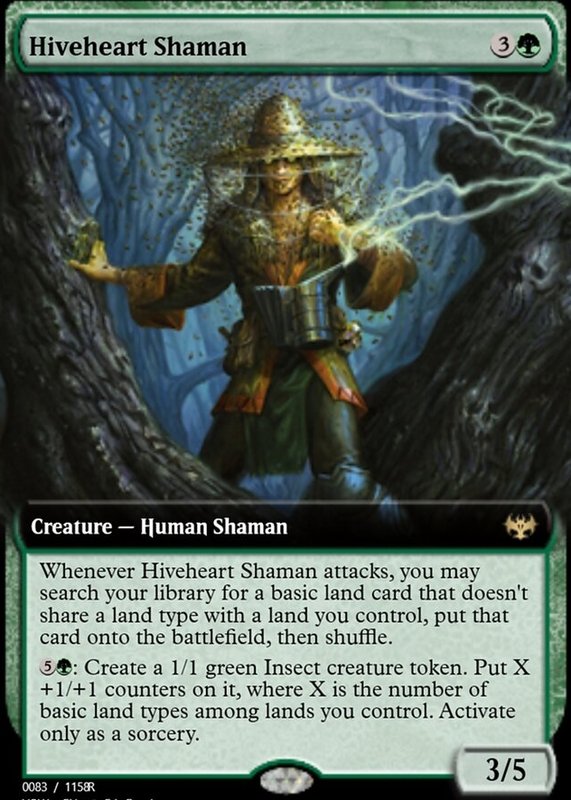 Hiveheart Shaman 3
Creature — Human Shaman
Whenever Hiveheart Shaman attacks, you may
search your library for a basic land card that doesn't
share a land type with a land you control, put that
card onto the battlefield, then shuffle.
5: Create a 1/1 green Insect creature token. Put X
+1/+1 counters on it, where X is the number of
basic land types among lands you control. Activate
only as a sorcery.
3/5
0083 / 1158R